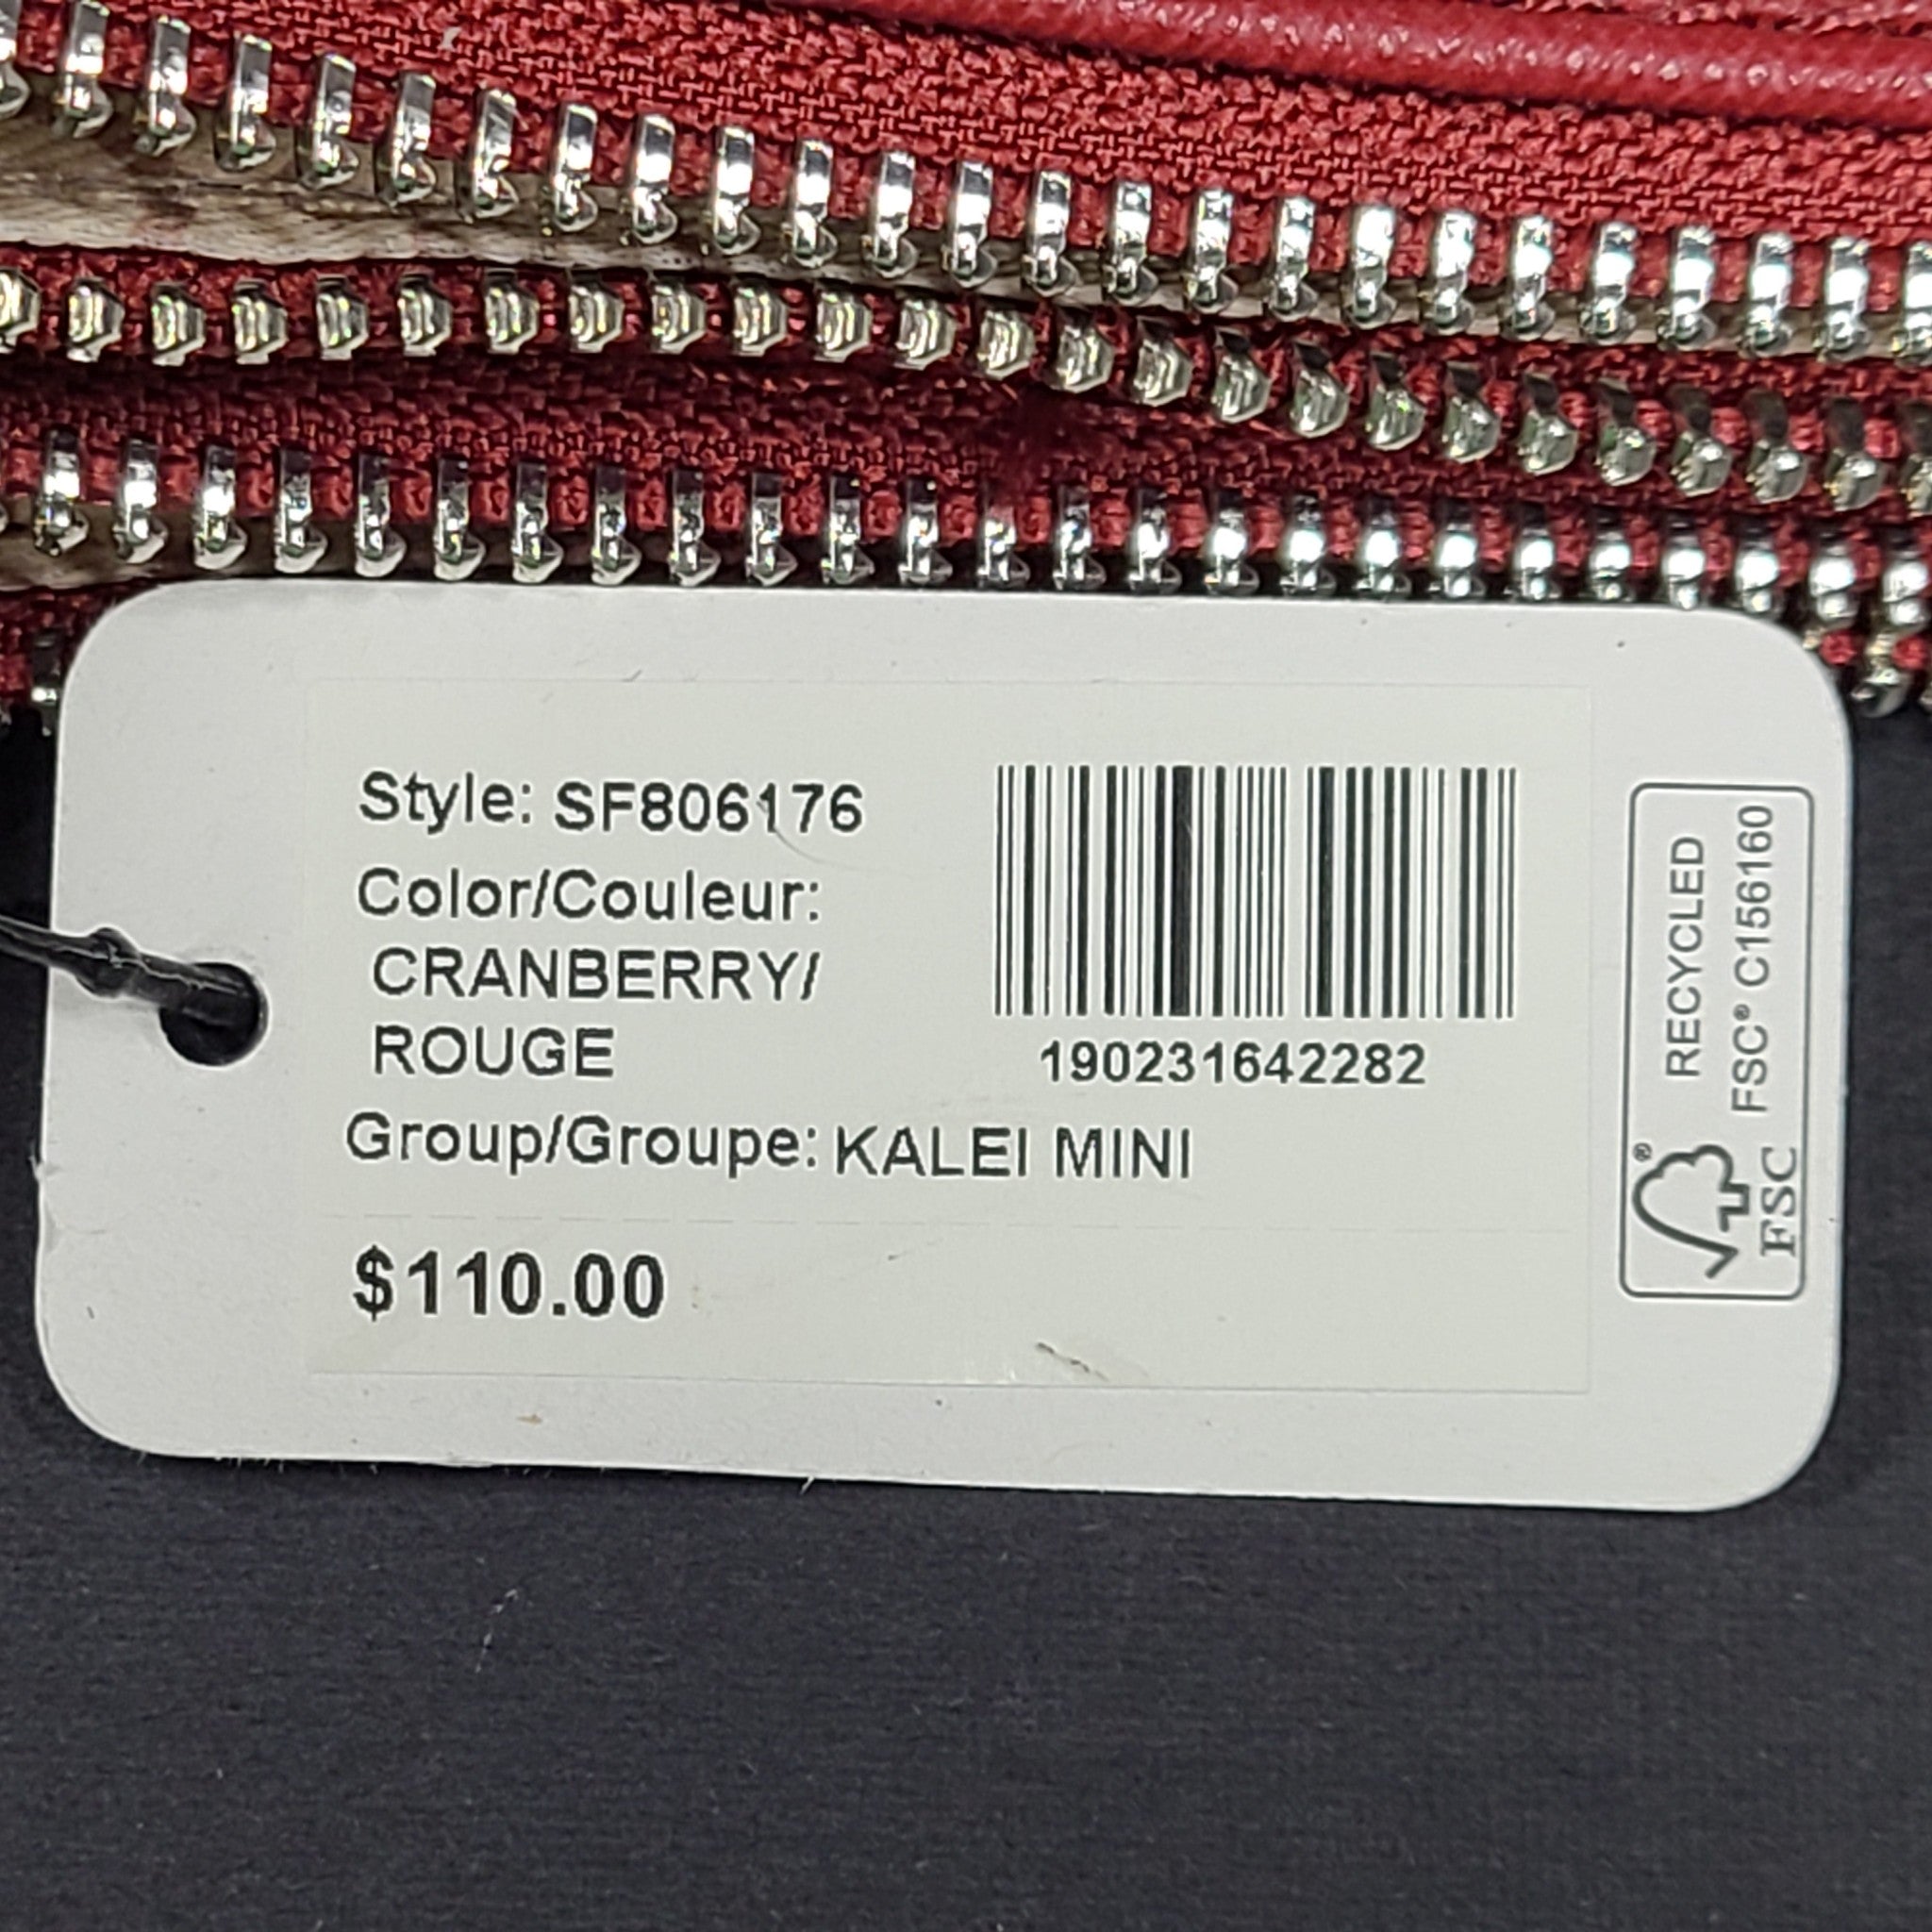 Style: SF806176
Color/Couleur:
CRANBERRY/
ROUGE
190231642282
Group/Groupe: KALEI MINI
$110.00
RECYCLED
FSC® C156160
®
FSC